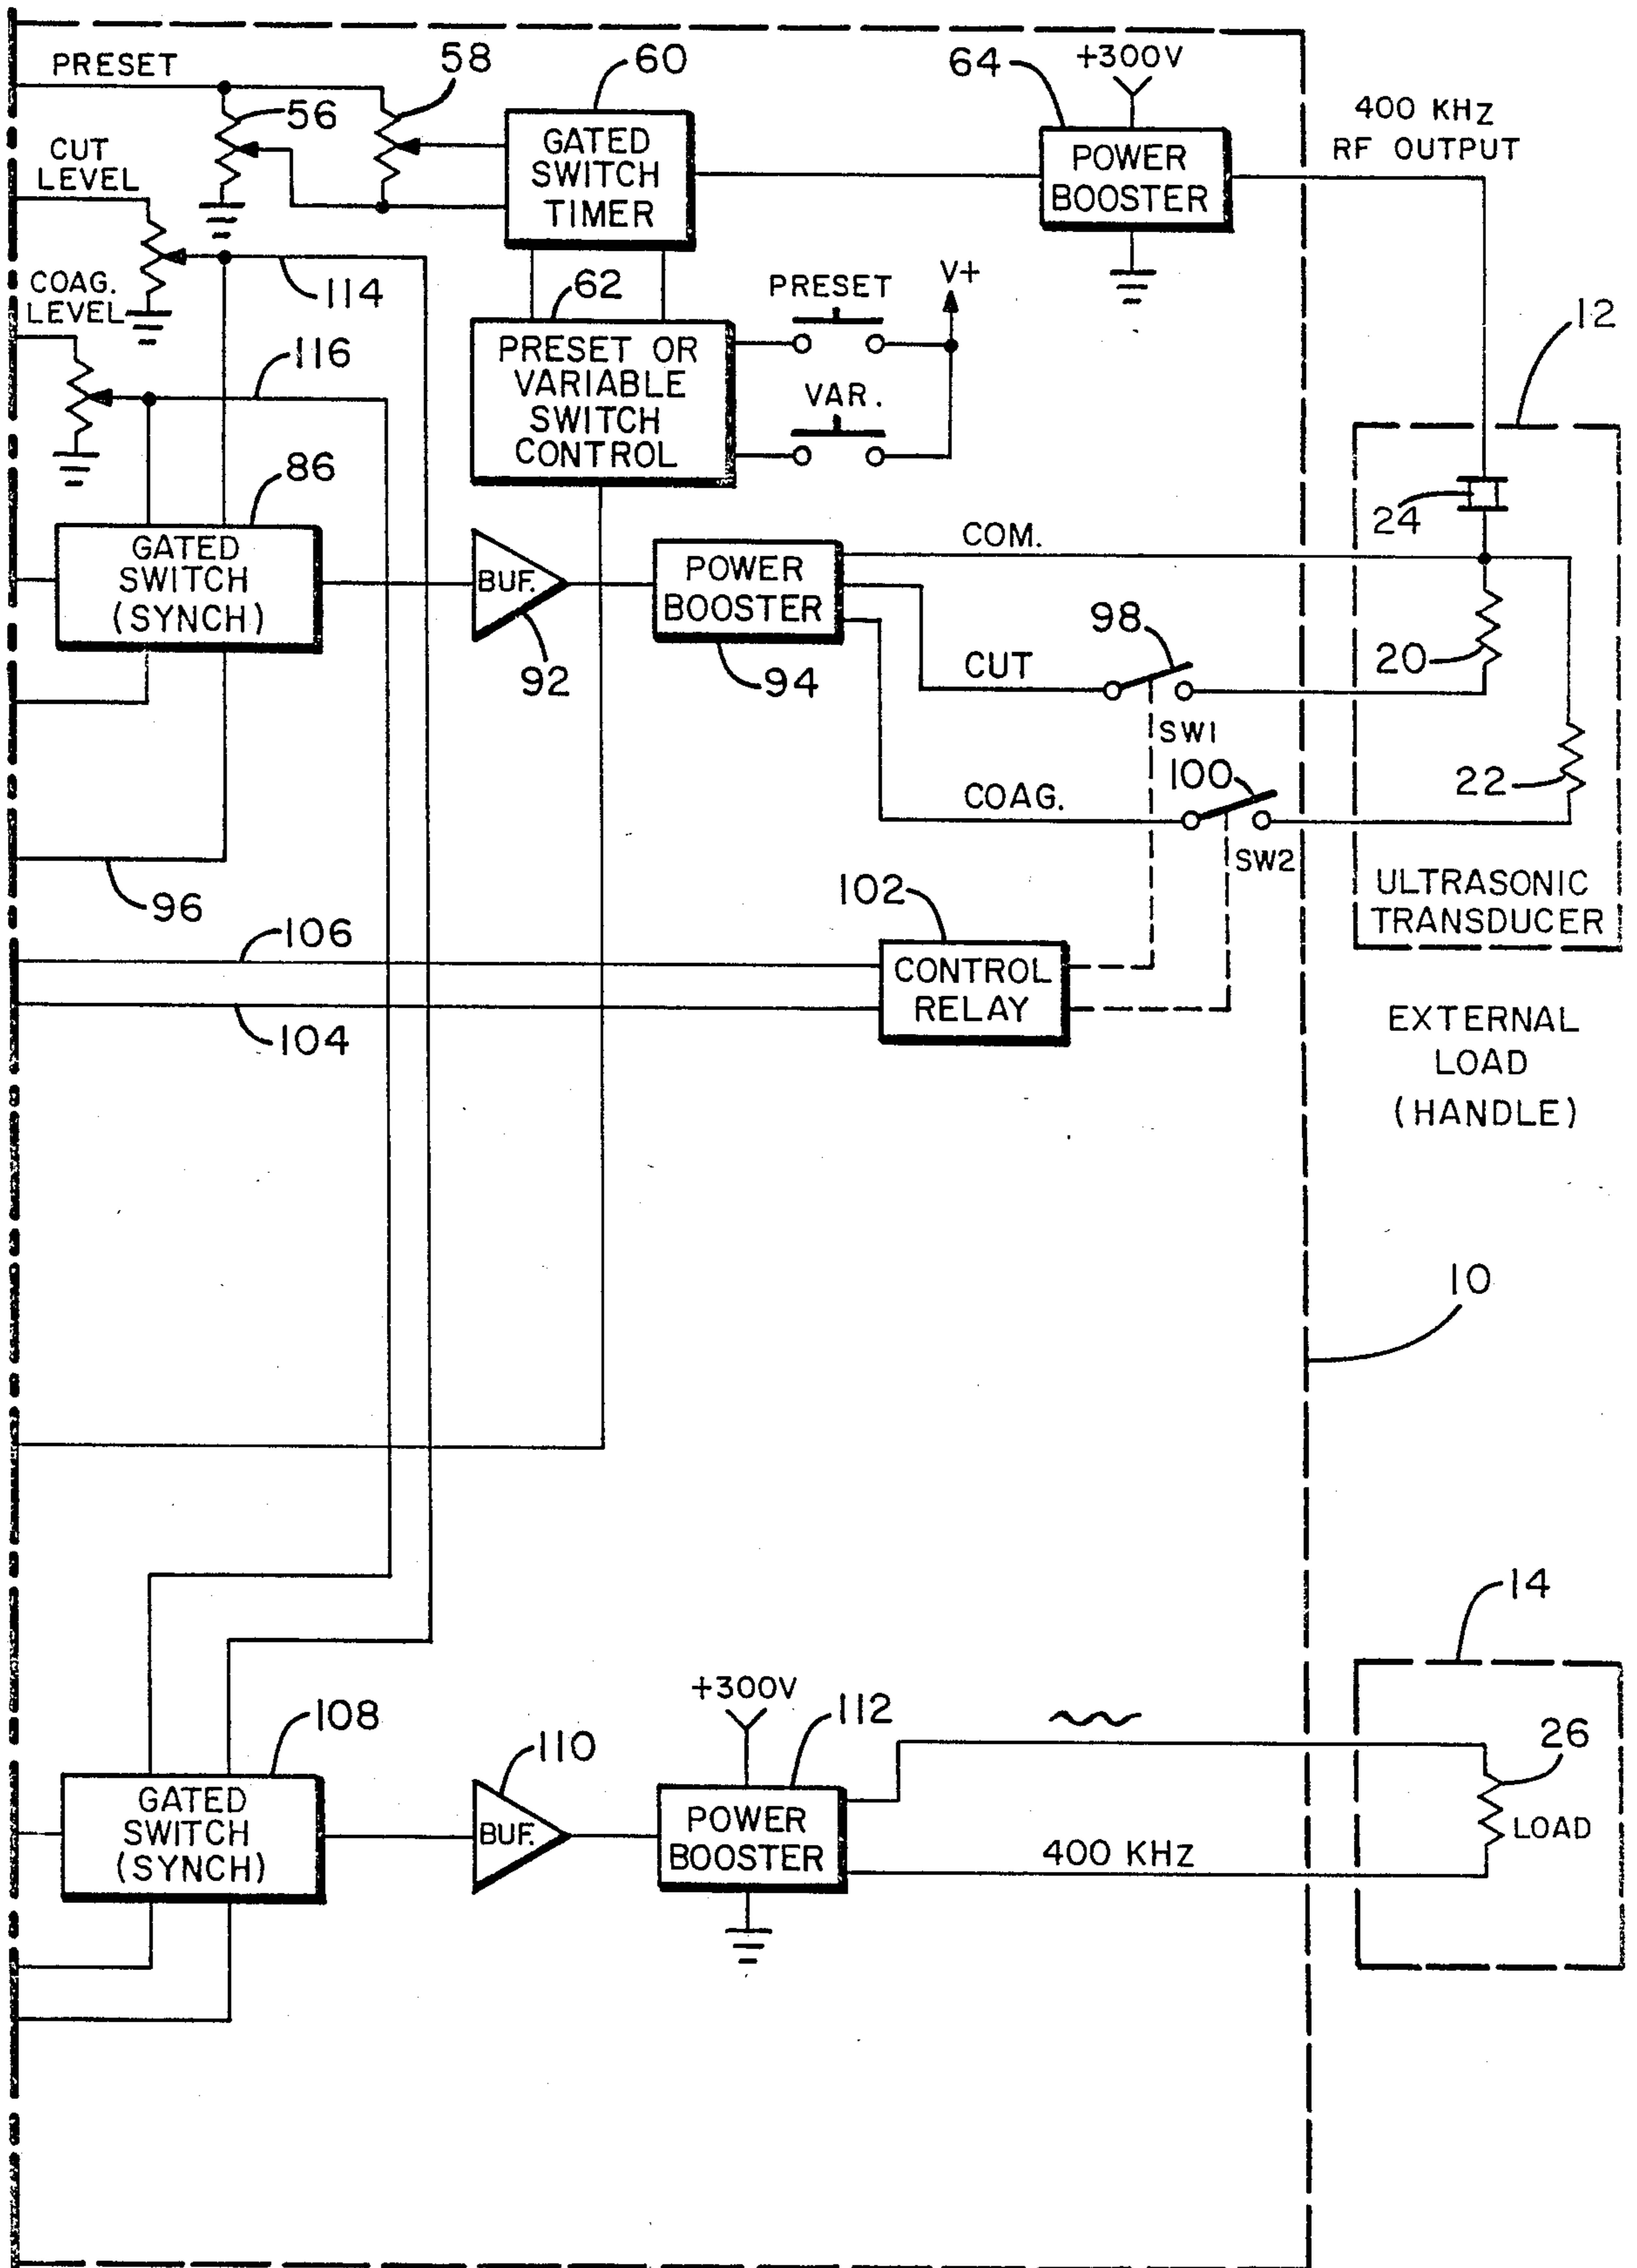 PRESET
58
60
64
+300V
400 KHz
RF OUTPUT
56
CUT
LEVEL
GATED
SWITCH
TIMER
POWER
BOOSTER
COAG.
LEVEL
114
62
PRESET
V+
12
116
PRESET OR
VARIABLE
SWITCH
CONTROL
VAR.
86
24
GATED
SWITCH
(SYNCH)
BUF.
92
POWER
BOOSTER
94
COM.
98
20
CUT
SW1
100
22
COAG.
SW2
96
102
ULTRASONIC
TRANSDUCER
106
CONTROL
RELAY
104
EXTERNAL
LOAD
(HANDLE)
10
14
+300V
112
108
110
26
GATED
SWITCH
(SYNCH)
BUF.
POWER
BOOSTER
LOAD
400 KHz